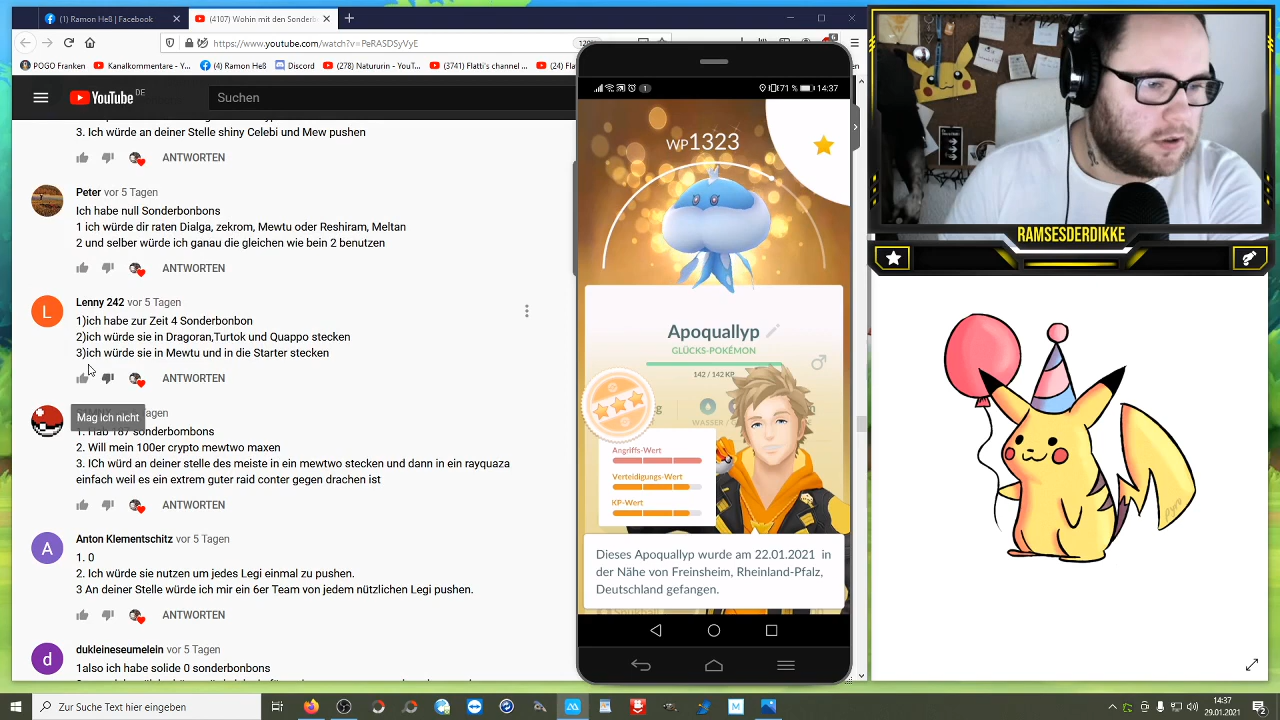 (1) Ramon Heß | Facebook
(4107) Wohin mit den Sonderb
https://www.youtube.com/watch?v=PeRASDSyVyE
POGO Franken
Kanalkommentare - Y...
(4) Ramon Heß
Discord
(278) Natururin - YouT...
(3741) Flatti's channel ...
(24) Fl
YouTube DE
Suchen
3. Ich würde an deiner Stelle shiny Celebi und Mew pushen
ANTWORTEN
Peter vor 5 Tagen
Ich habe null Sonderbonbons
1 ich würde dir raten Dialga, zekrom, Mewtu oder Reshiram, Meltan
2 und selber würde ich ganau die gleichen wie bein 2 benutzen
ANTWORTEN
L
Lenny 242 vor 5 Tagen
1)ich habe zur Zeit 4 Sonderbonbon
2)ich würde sie in Dragoran,Turtok und Quappo stecken
3)ich würde sie in Mewtu und in die Starter stecken
ANTWORTEN
Mag ich nicht
1. Hab 187 sonderbombons
2. Will mein 100er crypto mewtwo maxen
3. Ich würd an deiner stelle des meiste in ein mewtwo stecken und dann in ein rayquaza
einfach weil es ein extrem guter raid conter gegen drachen ist
ANTWORTEN
A
Anton Klementschitz vor 5 Tagen
1. 0
2. Ich würde sie nutzen um jedes Legi einmal zu pushen.
3 An deiner Stelle würde ich mir ein 6er Team von jedem nützlichen Legi pushen.
ANTWORTEN
d
dukleineseumelein vor 5 Tagen
1also ich habe solide 0 sonderbonbons
1
71 %
14:37
WP1323
Apoquallyp
GLÜCKS-POKÉMON
142 / 142 KP
WASSER /
Angriffs-Wert
Verteidigungs-Wert
KP-Wert
Dieses Apoquallyp wurde am 22.01.2021 in
der Nähe von Freinsheim, Rheinland-Pfalz,
Deutschland gefangen.
RAMSESDERDIKKE
Pyro
Zur Suche Text hier eingeben
M
14:37
29.01.2021
2